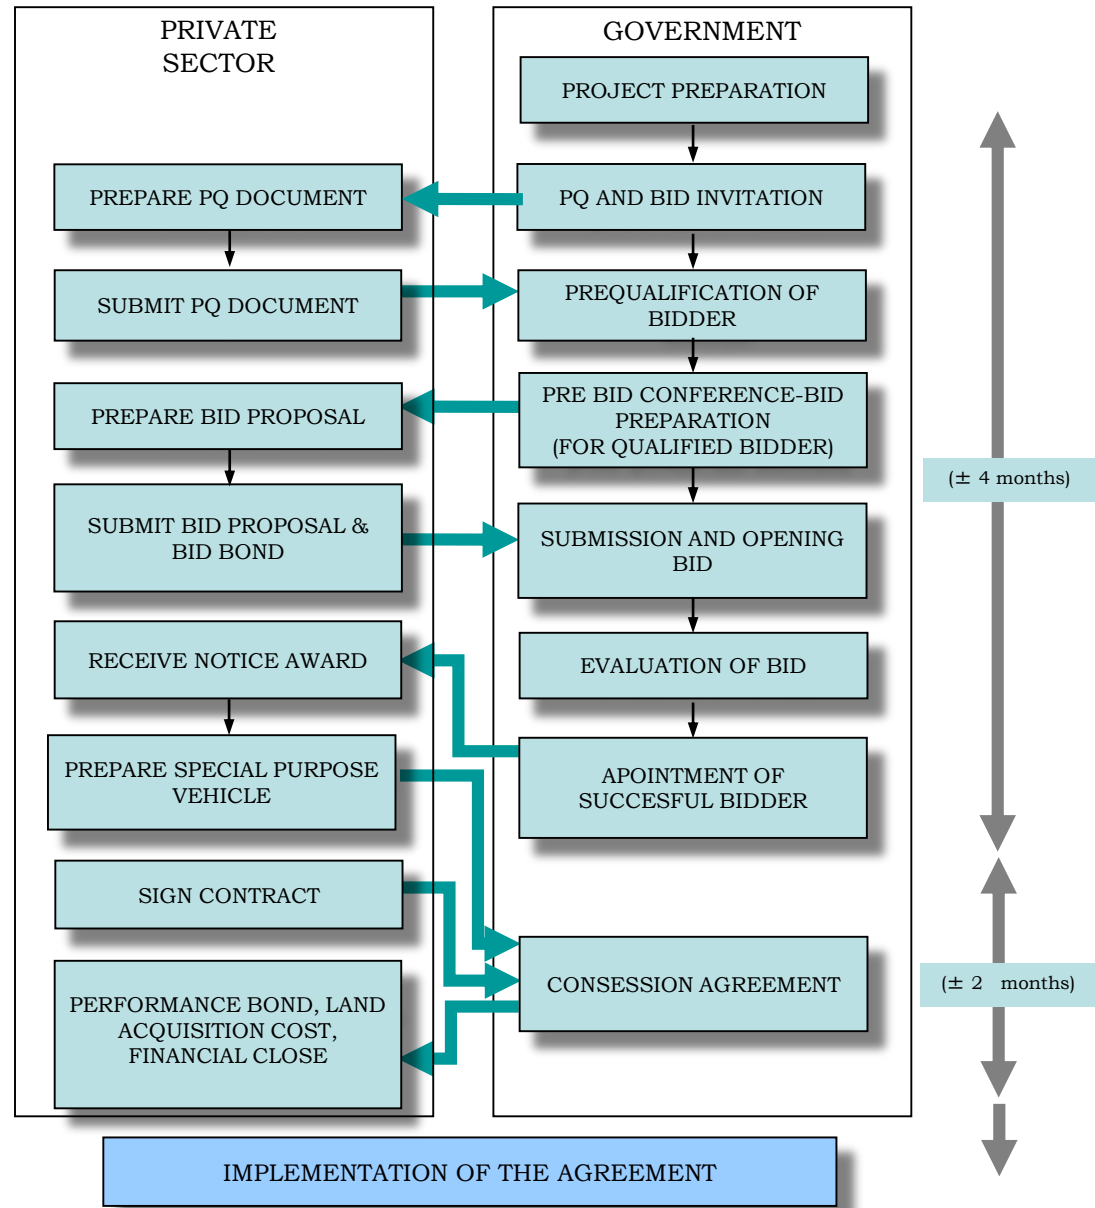 PRIVATE
SECTOR
PREPARE PQ DOCUMENT
SUBMIT PQ DOCUMENT
PREPARE BID PROPOSAL
SUBMIT BID PROPOSAL &
BID BOND
RECEIVE NOTICE AWARD
PREPARE SPECIAL PURPOSE
VEHICLE
SIGN CONTRACT
PERFORMANCE BOND, LAND
ACQUISITION COST,
FINANCIAL CLOSE
GOVERNMENT
PROJECT PREPARATION
PQ AND BID INVITATION
PREQUALIFICATION OF
BIDDER
PRE BID CONFERENCE-BID
PREPARATION
(FOR QUALIFIED BIDDER)
SUBMISSION AND OPENING
BID
EVALUATION OF BID
APOINTMENT OF
SUCCESFUL BIDDER
CONSESSION AGREEMENT
(± 4 months)
(± 2 months)
IMPLEMENTATION OF THE AGREEMENT